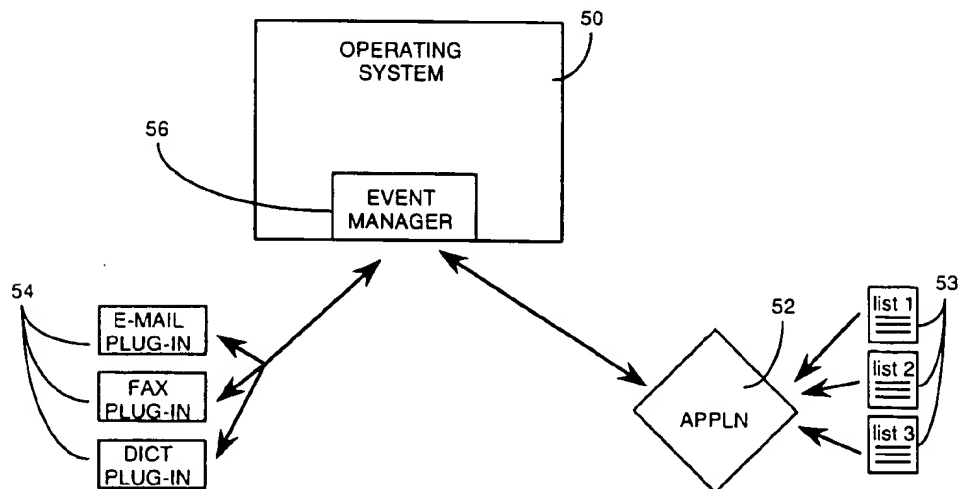 50
OPERATING
SYSTEM
56
EVENT
MANAGER
54
E-MAIL
PLUG-IN
FAX
PLUG-IN
DICT
PLUG-IN
52
APPLN
53
list 1
list 2
list 3